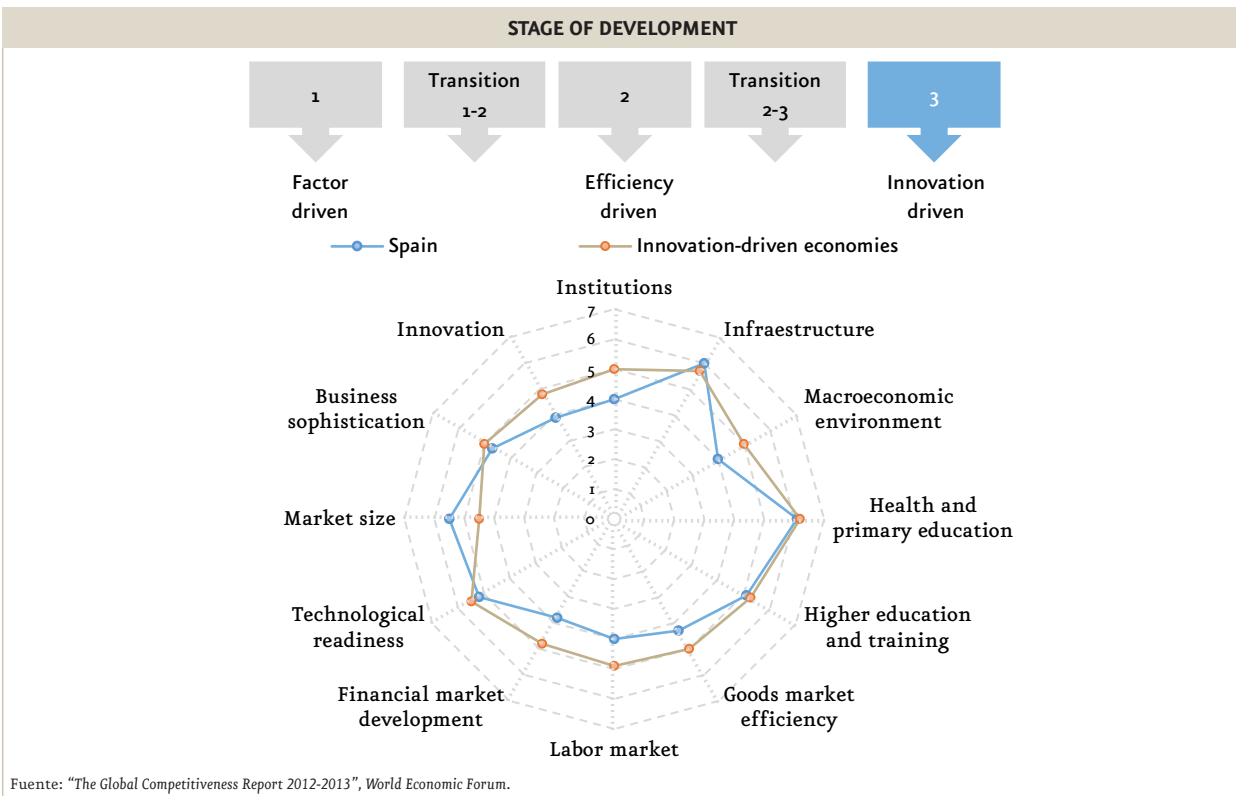 STAGE OF DEVELOPMENT
1
Transition
1-2
2
Transition
2-3
3
Factor
driven
Efficiency
driven
Innovation
driven
Spain
Innovation-driven economies
Institutions
Infraestructure
Macroeconomic
environment
Health and
primary education
Higher education
and training
Goods market
efficiency
Labor market
Financial market
development
Technological
readiness
Market size
Business
sophistication
Innovation
7
6
5
4
3
2
1
0
Fuente: "The Global Competitiveness Report 2012-2013", World Economic Forum.